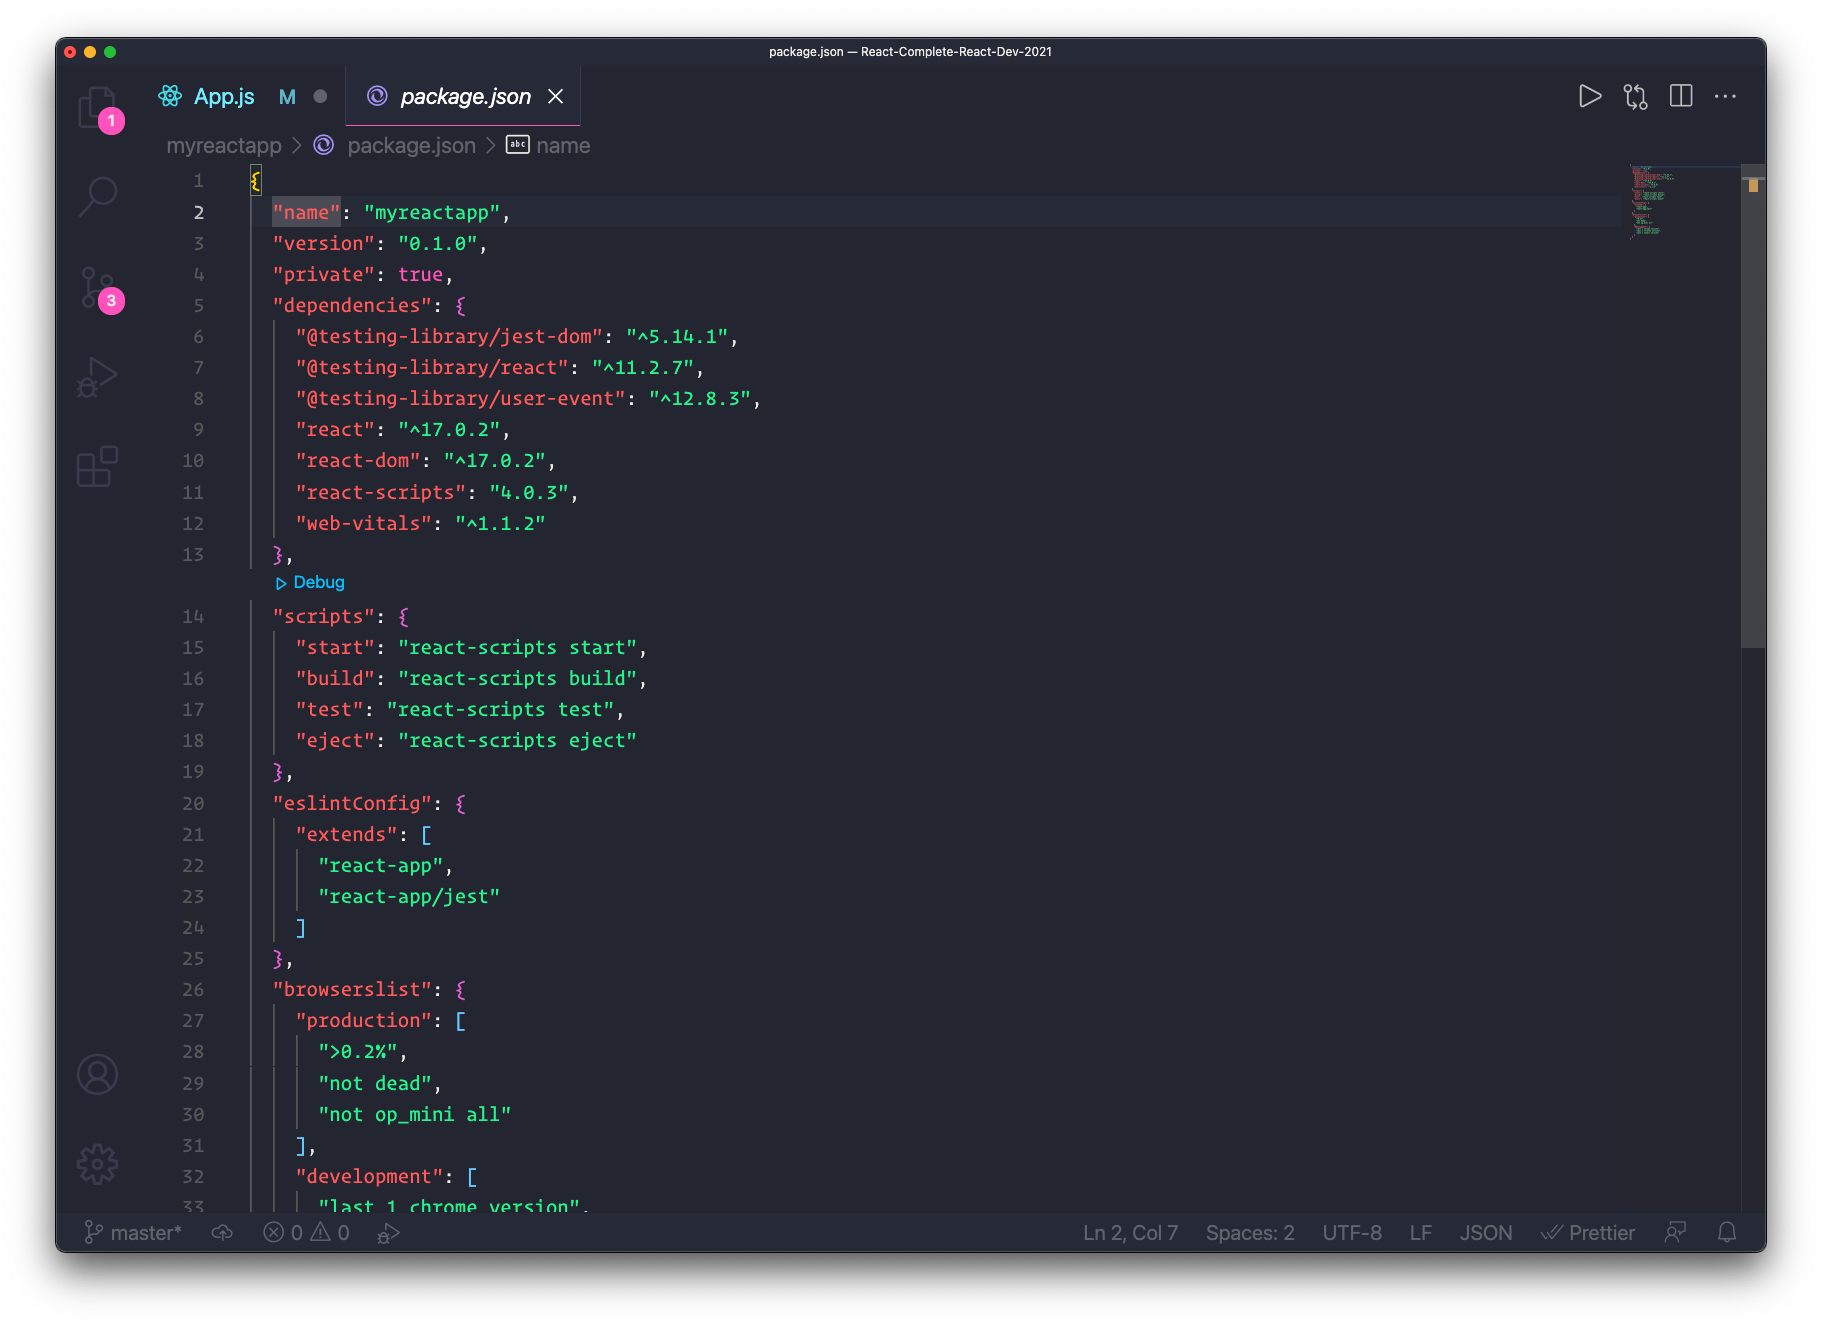 package.json — React-Complete-React-Dev-2021
App.js M
package.json
1
myreactapp > package.json > abc name
1 {
2 "name": "myreactapp",
3 "version": "0.1.0",
4 "private": true,
5 "dependencies": {
6 "@testing-library/jest-dom": "^5.14.1",
7 "@testing-library/react": "^11.2.7",
8 "@testing-library/user-event": "^12.8.3",
9 "react": "^17.0.2",
10 "react-dom": "^17.0.2",
11 "react-scripts": "4.0.3",
12 "web-vitals": "^1.1.2"
13 },
Debug
14 "scripts": {
15 "start": "react-scripts start",
16 "build": "react-scripts build",
17 "test": "react-scripts test",
18 "eject": "react-scripts eject"
19 },
20 "eslintConfig": {
21 "extends": [
22 "react-app",
23 "react-app/jest"
24 ]
25 },
26 "browserslist": {
27 "production": [
28 ">0.2%",
29 "not dead",
30 "not op_mini all"
31 ],
32 "development": [
33 "last 1 chrome version",
3
master* 0 0 Ln 2, Col 7 Spaces: 2 UTF-8 LF JSON Prettier